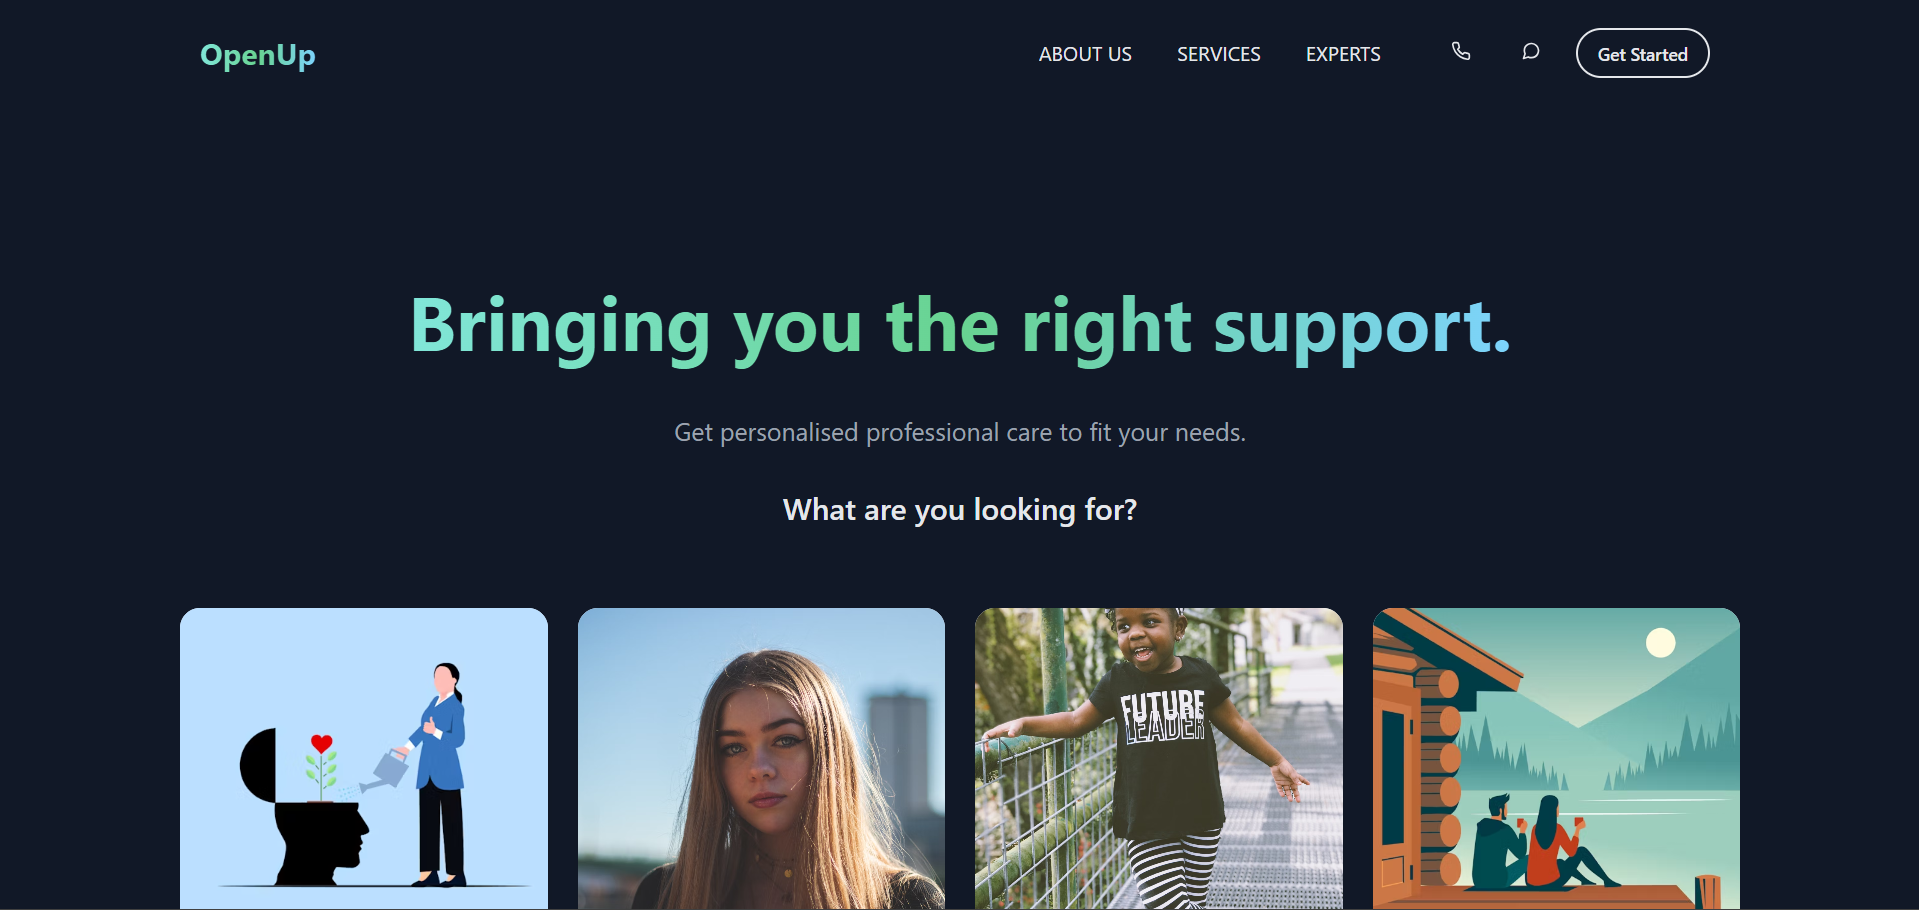 OpenUp
ABOUT US
SERVICES
EXPERTS
Get Started
Bringing you the right support.
Get personalised professional care to fit your needs.
What are you looking for?
FUTURE
LEADER